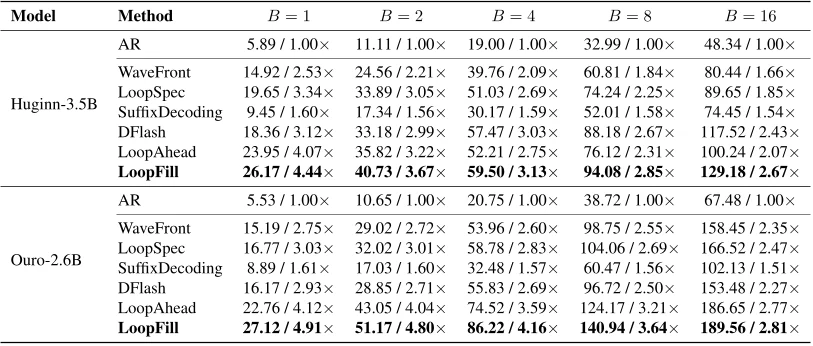 Model Method B = 1 B = 2 B = 4 B = 8 B = 16
AR 5.89 / 1.00× 11.11 / 1.00× 19.00 / 1.00× 32.99 / 1.00× 48.34 / 1.00×
WaveFront 14.92 / 2.53× 24.56 / 2.21× 39.76 / 2.09× 60.81 / 1.84× 80.44 / 1.66×
LoopSpec 19.65 / 3.34× 33.89 / 3.05× 51.03 / 2.69× 74.24 / 2.25× 89.65 / 1.85×
Huginn-3.5B
SuffixDecoding 9.45 / 1.60× 17.34 / 1.56× 30.17 / 1.59× 52.01 / 1.58× 74.45 / 1.54×
DFlash 18.36 / 3.12× 33.18 / 2.99× 57.47 / 3.03× 88.18 / 2.67× 117.52 / 2.43×
LoopAhead 23.95 / 4.07× 35.82 / 3.22× 52.21 / 2.75× 76.12 / 2.31× 100.24 / 2.07×
LoopFill 26.17 / 4.44× 40.73 / 3.67× 59.50 / 3.13× 94.08 / 2.85× 129.18 / 2.67×
AR 5.53 / 1.00× 10.65 / 1.00× 20.75 / 1.00× 38.72 / 1.00× 67.48 / 1.00×
WaveFront 15.19 / 2.75× 29.02 / 2.72× 53.96 / 2.60× 98.75 / 2.55× 158.45 / 2.35×
LoopSpec 16.77 / 3.03× 32.02 / 3.01× 58.78 / 2.83× 104.06 / 2.69× 166.52 / 2.47×
Ouro-2.6B
SuffixDecoding 8.89 / 1.61× 17.03 / 1.60× 32.48 / 1.57× 60.47 / 1.56× 102.13 / 1.51×
DFlash 16.17 / 2.93× 28.85 / 2.71× 55.83 / 2.69× 96.72 / 2.50× 153.48 / 2.27×
LoopAhead 22.76 / 4.12× 43.05 / 4.04× 74.52 / 3.59× 124.17 / 3.21× 186.65 / 2.77×
LoopFill 27.12 / 4.91× 51.17 / 4.80× 86.22 / 4.16× 140.94 / 3.64× 189.56 / 2.81×